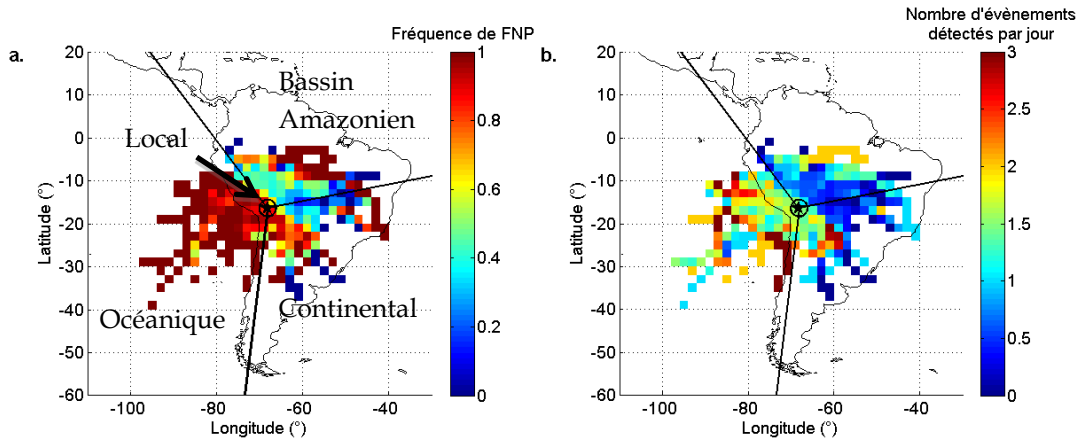 a.
Fréquence de FNP
20
10
0
-10
-20
-30
-40
-50
-60
Latitude (°)
-100
-80
-60
-40
Longitude (°)
Bassin
Amazonien
Local
Océanique
Continental
1
0.8
0.6
0.4
0.2
0
b.
Nombre d'évènements
détectés par jour
20
10
0
-10
-20
-30
-40
-50
-60
Latitude (°)
-100
-80
-60
-40
Longitude (°)
3
2.5
2
1.5
1
0.5
0